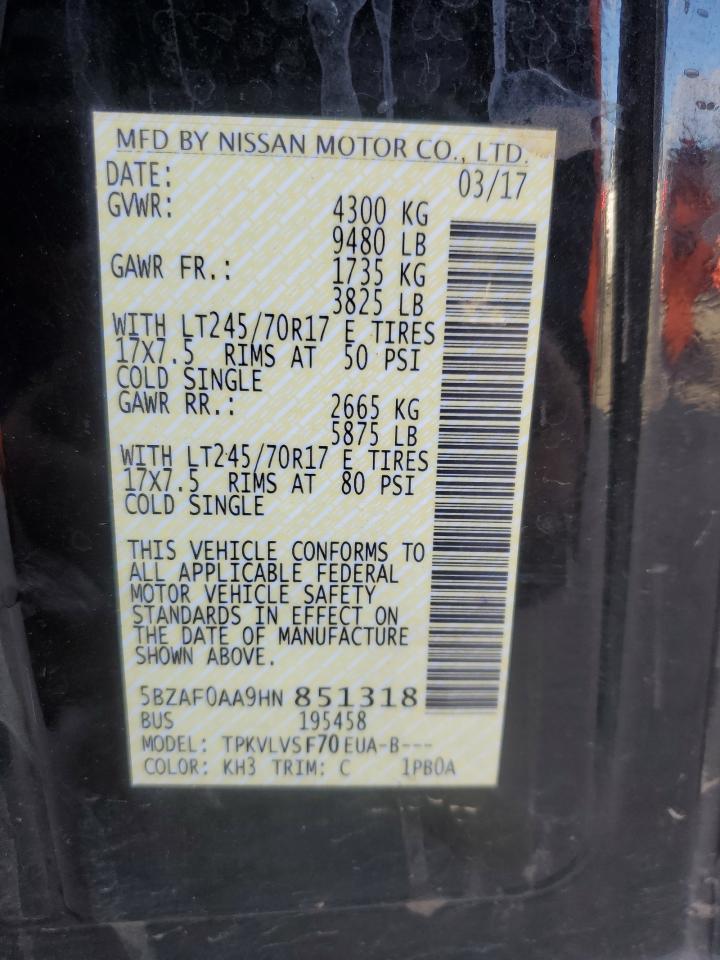 MFD BY NISSAN MOTOR CO., LTD.
DATE: 03/17
GVWR: 4300 KG
9480 LB
GAWR FR.: 1735 KG
3825 LB
WITH LT245/70R17 E TIRES
17X7.5 RIMS AT 50 PSI
COLD SINGLE
GAWR RR.: 2665 KG
5875 LB
WITH LT245/70R17 E TIRES
17X7.5 RIMS AT 80 PSI
COLD SINGLE
THIS VEHICLE CONFORMS TO
ALL APPLICABLE FEDERAL
MOTOR VEHICLE SAFETY
STANDARDS IN EFFECT ON
THE DATE OF MANUFACTURE
SHOWN ABOVE.
5BZAF0AA9HN 851318
BUS 195458
MODEL: TPKVLVSF70EUA-B---
COLOR: KH3 TRIM: C 1PB0A